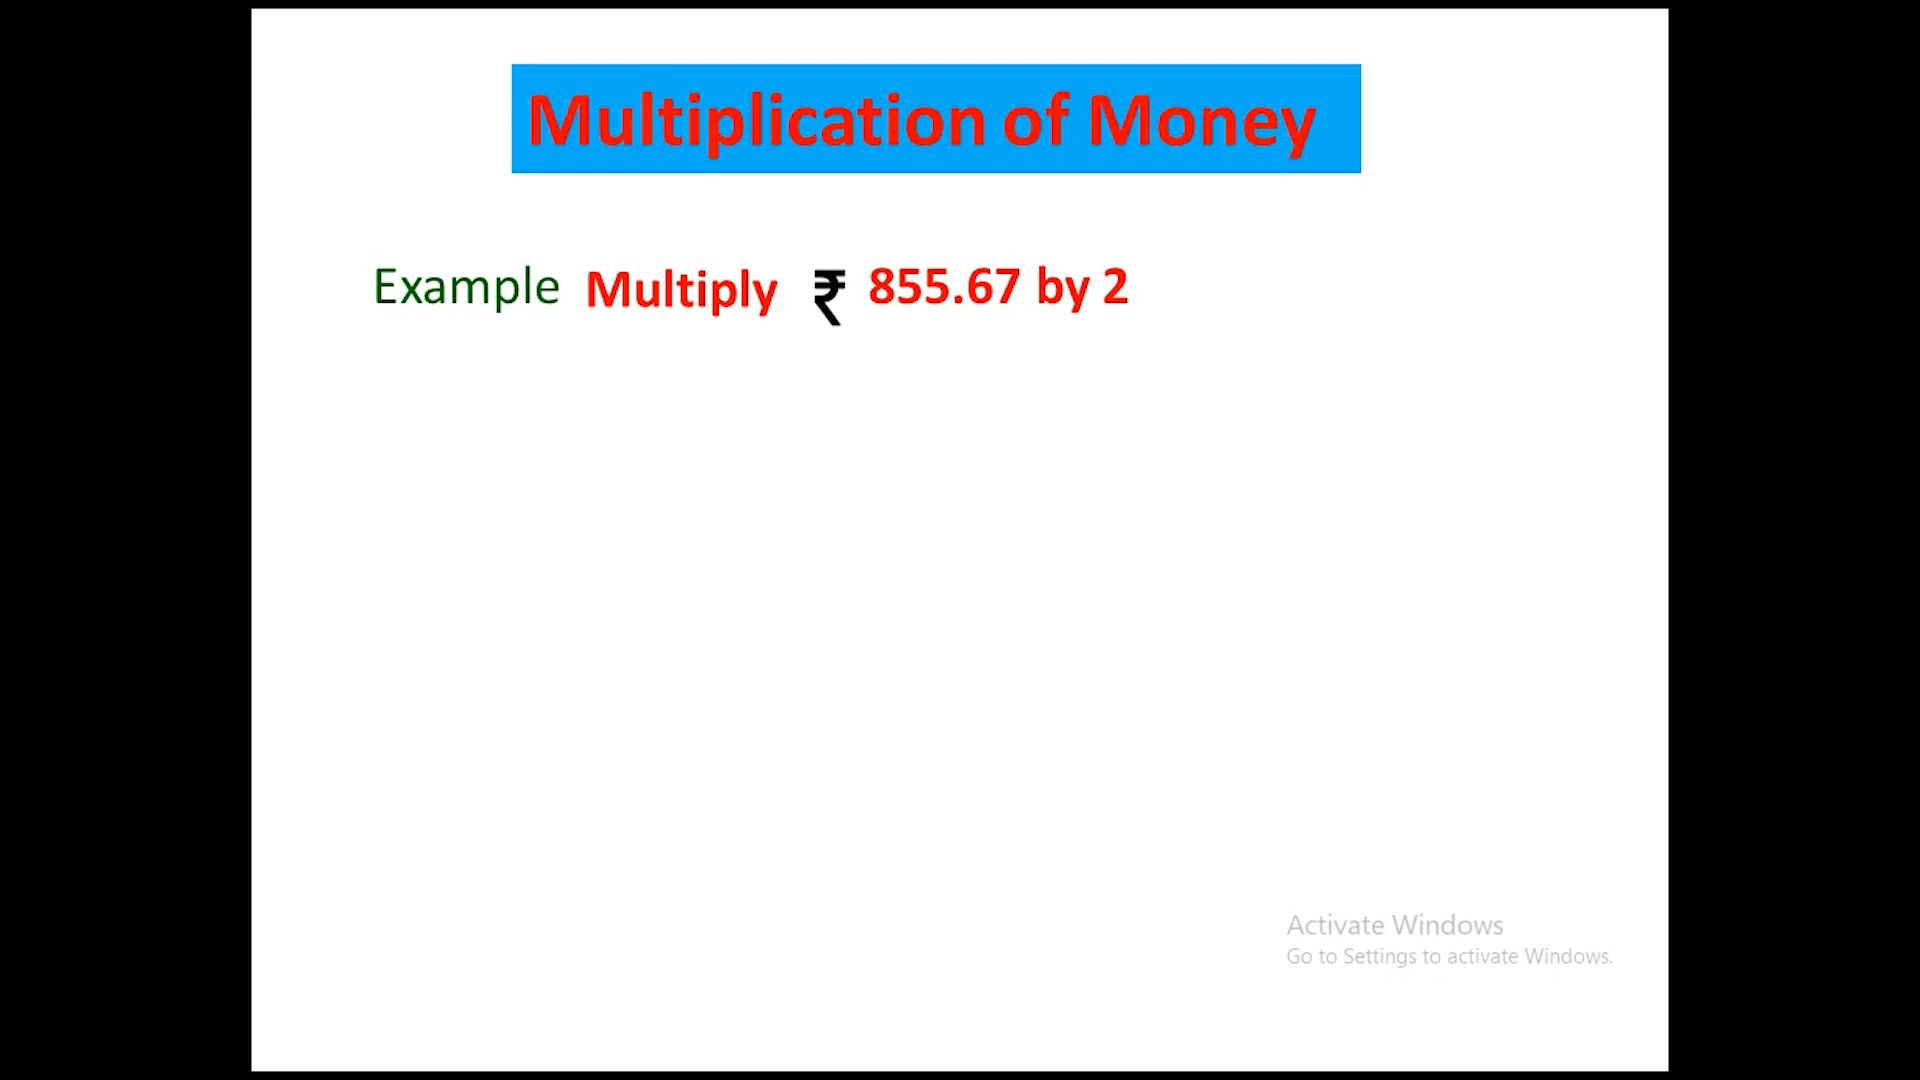 Multiplication of Money
Example Multiply ₹ 855.67 by 2
Activate Windows
Go to Settings to activate Windows.